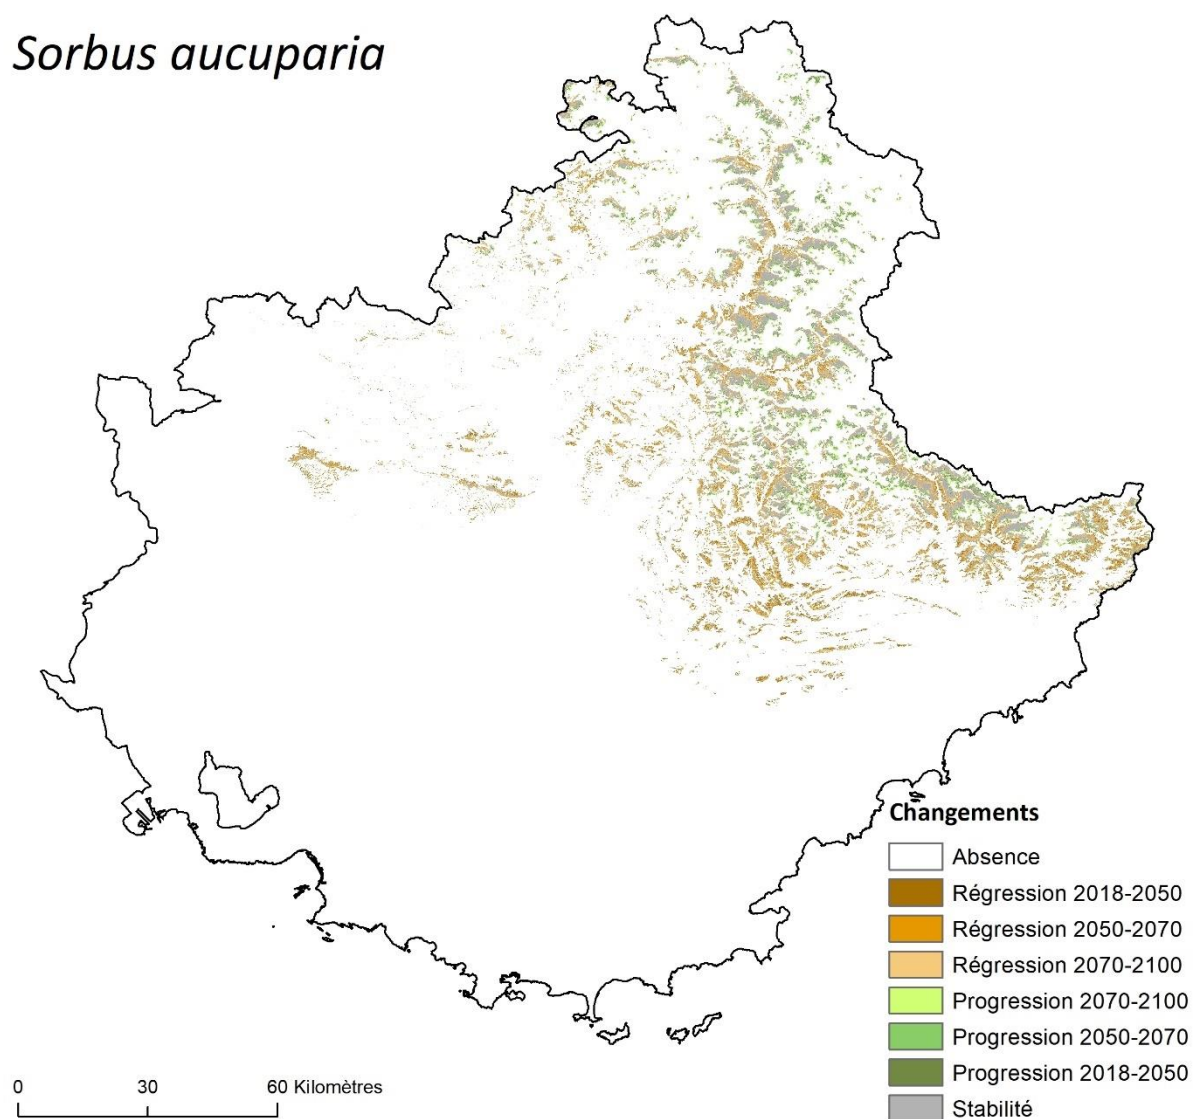 Sorbus aucuparia
Changements
Absence
Régression 2018-2050
Régression 2050-2070
Régression 2070-2100
Progression 2070-2100
Progression 2050-2070
Progression 2018-2050
Stabilité
0 30 60 Kilomètres